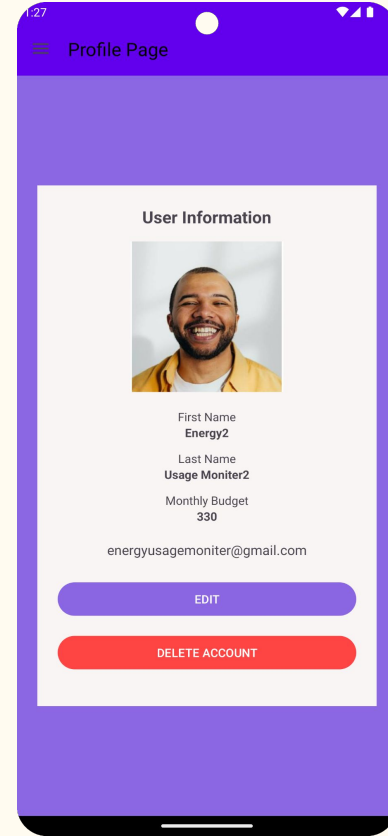 1:27
Profile Page
User Information
First Name
Energy2
Last Name
Usage Moniter2
Monthly Budget
330
energyusagemoniter@gmail.com
EDIT
DELETE ACCOUNT